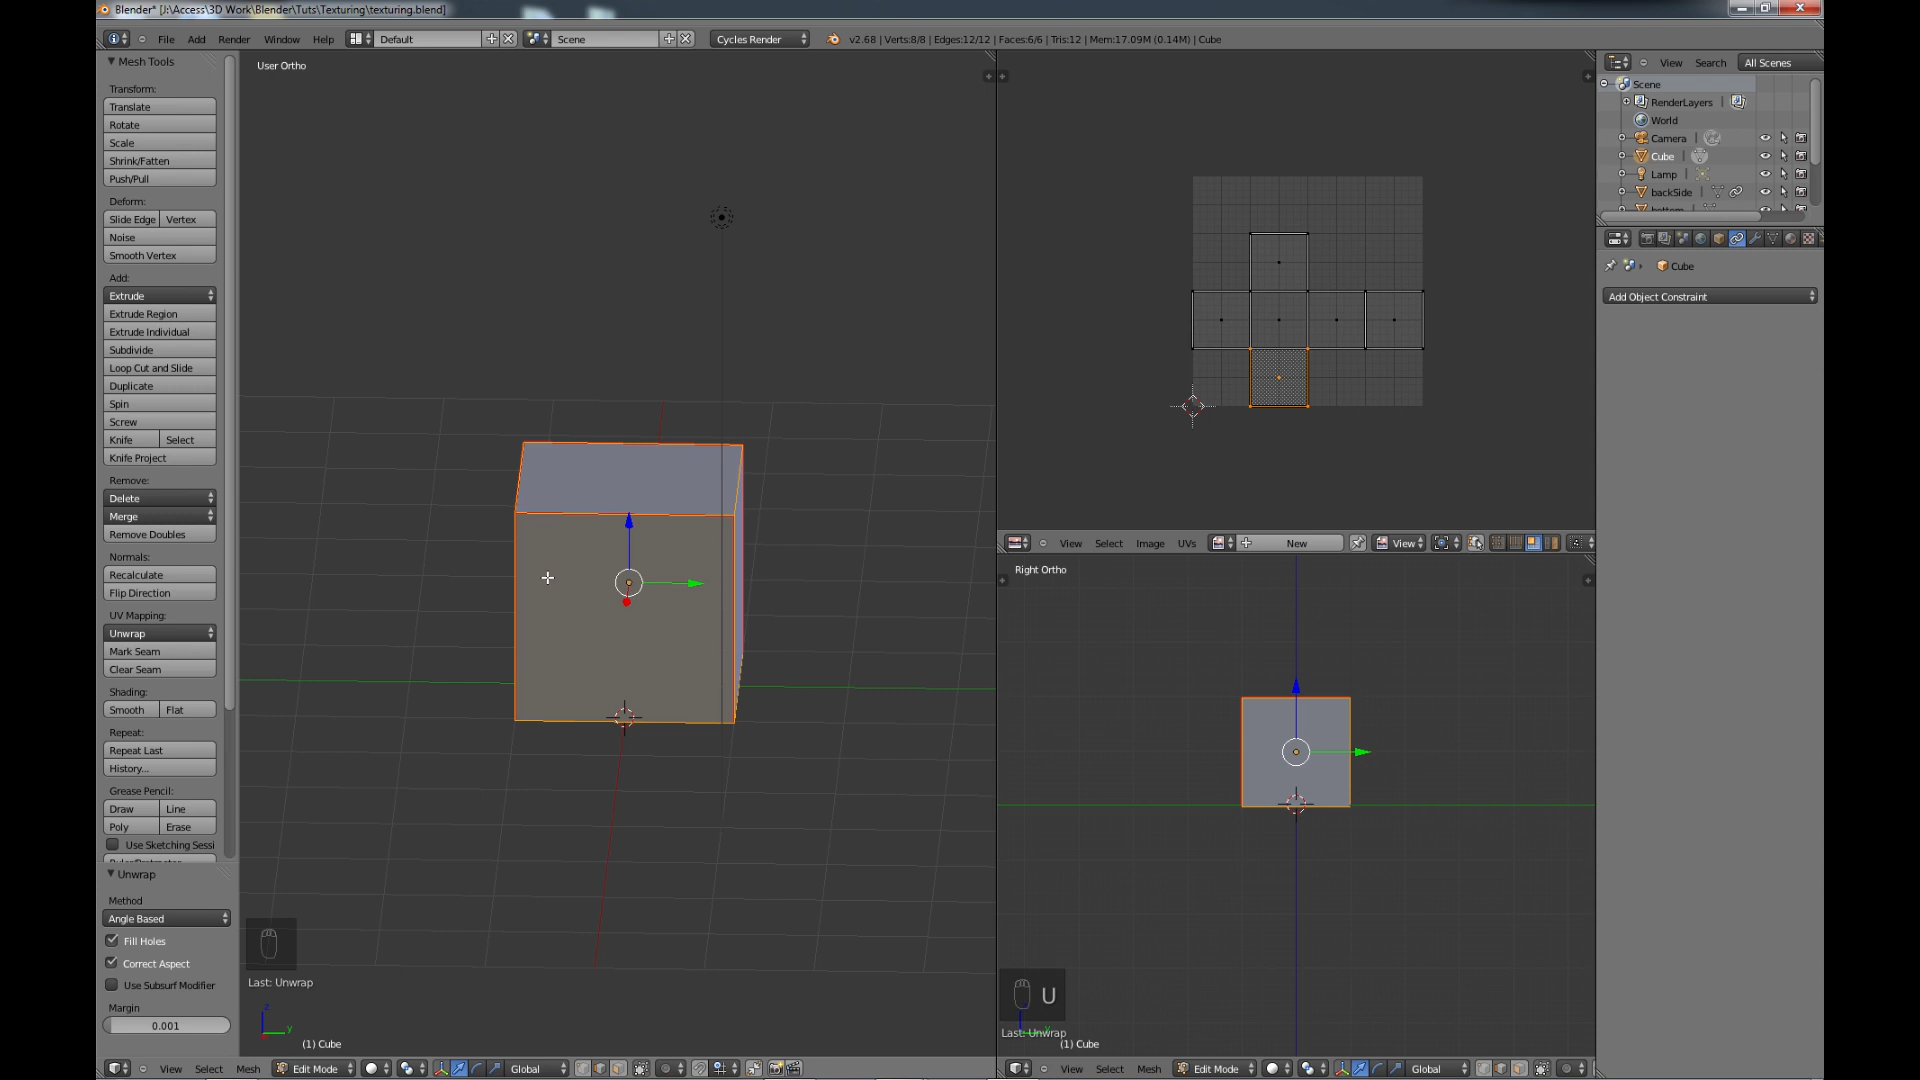 Blender* [J:\Access\3D Work\Blender\Tuts\Texturing\texturing.blend]
File Add Render Window Help Default Scene Cycles Render v2.68 | Verts:8/8 | Edges:12/12 | Faces:6/6 | Tris:12 | Mem:17.09M (0.14M) | Cube
Mesh Tools
Transform:
Translate
Rotate
Scale
Shrink/Fatten
Push/Pull
Deform:
Slide Edge Vertex
Noise
Smooth Vertex
Add:
Extrude
Extrude Region
Extrude Individual
Subdivide
Loop Cut and Slide
Duplicate
Spin
Screw
Knife Select
Knife Project
Remove:
Delete
Merge
Remove Doubles
Normals:
Recalculate
Flip Direction
UV Mapping:
Unwrap
Mark Seam
Clear Seam
Shading:
Smooth Flat
Repeat:
Repeat Last
History...
Grease Pencil:
Draw Line
Poly Erase
Use Sketching Sessi
Unwrap
Method
Angle Based
Fill Holes
Correct Aspect
Use Subsurf Modifier
Margin
0.001
User Ortho
Last: Unwrap
z
y
(1) Cube
View Select Mesh Edit Mode Global
View Select Image UVs New View
Right Ortho
U
Last: Unwrap
(1) Cube
View Select Mesh Edit Mode Global
View Search All Scenes
Scene
RenderLayers
World
Camera
Cube
Lamp
backSide
bottom
Cube
Add Object Constraint